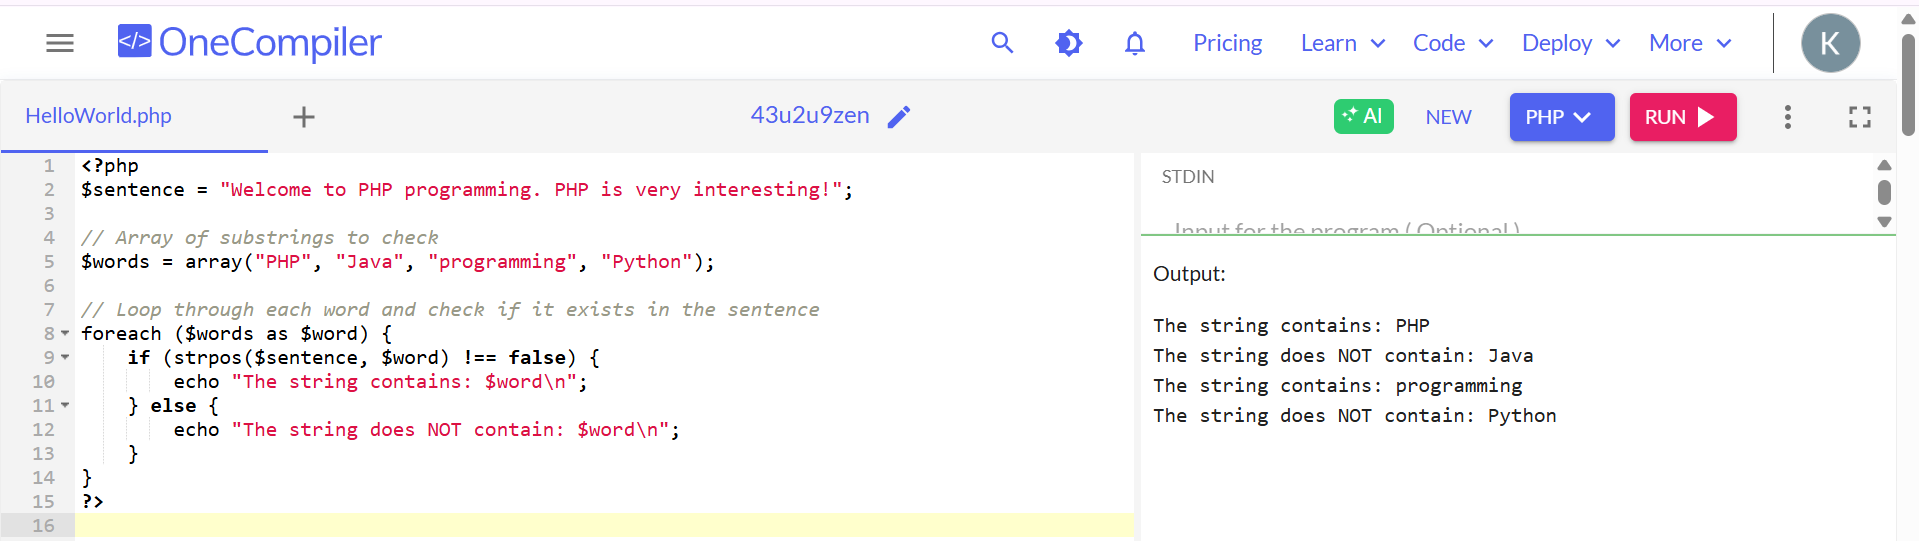 </> OneCompiler
Pricing Learn Code Deploy More K
HelloWorld.php + 43u2u9zen AI NEW PHP RUN
1 <?php
2 $sentence = "Welcome to PHP programming. PHP is very interesting!";
3
4 // Array of substrings to check
5 $words = array("PHP", "Java", "programming", "Python");
6
7 // Loop through each word and check if it exists in the sentence
8 foreach ($words as $word) {
9     if (strpos($sentence, $word) !== false) {
10         echo "The string contains: $word\n";
11     } else {
12         echo "The string does NOT contain: $word\n";
13     }
14 }
15 ?>
16
STDIN
Input for the program ( Optional )
Output:
The string contains: PHP
The string does NOT contain: Java
The string contains: programming
The string does NOT contain: Python